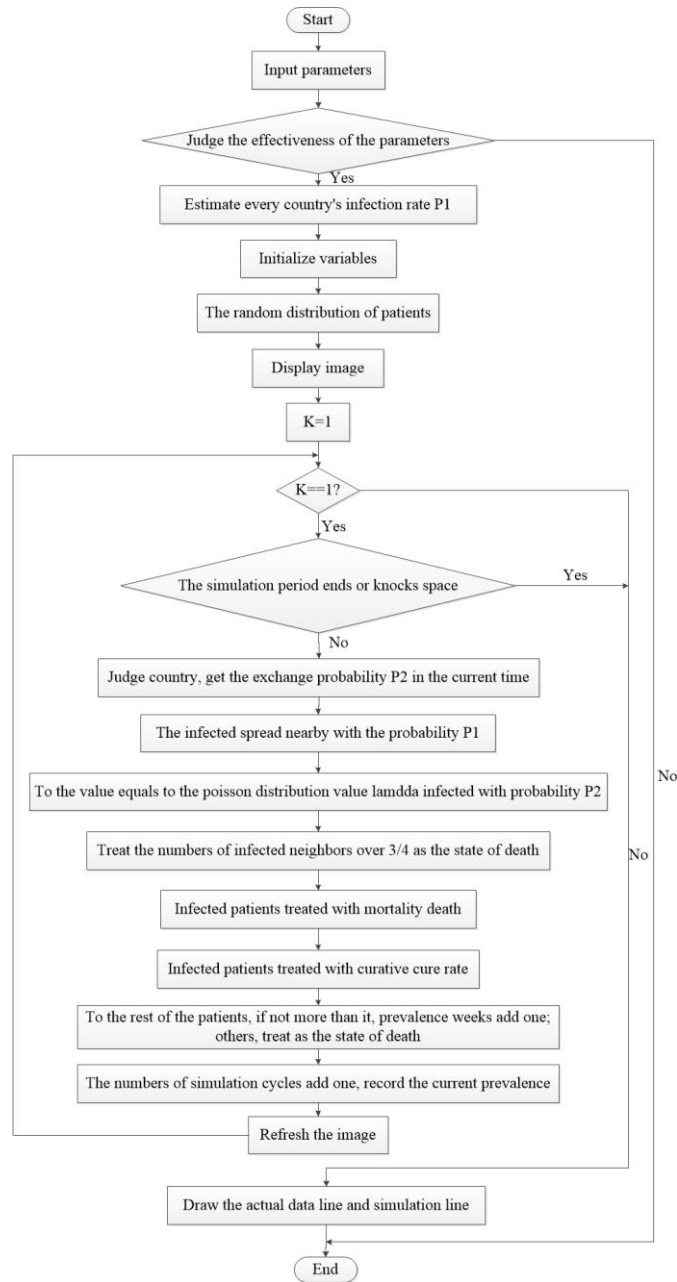 Start
Input parameters
Judge the effectiveness of the parameters
Yes
Estimate every country's infection rate P1
Initialize variables
The random distribution of patients
Display image
K=1
K==1?
Yes
The simulation period ends or knocks space
Yes
No
Judge country, get the exchange probability P2 in the current time
The infected spread nearby with the probability P1
No
To the value equals to the poisson distribution value lamdda infected with probability P2
Treat the numbers of infected neighbors over 3/4 as the state of death
No
Infected patients treated with mortality death
Infected patients treated with curative cure rate
To the rest of the patients, if not more than it, prevalence weeks add one;
others, treat as the state of death
The numbers of simulation cycles add one, record the current prevalence
Refresh the image
Draw the actual data line and simulation line
End